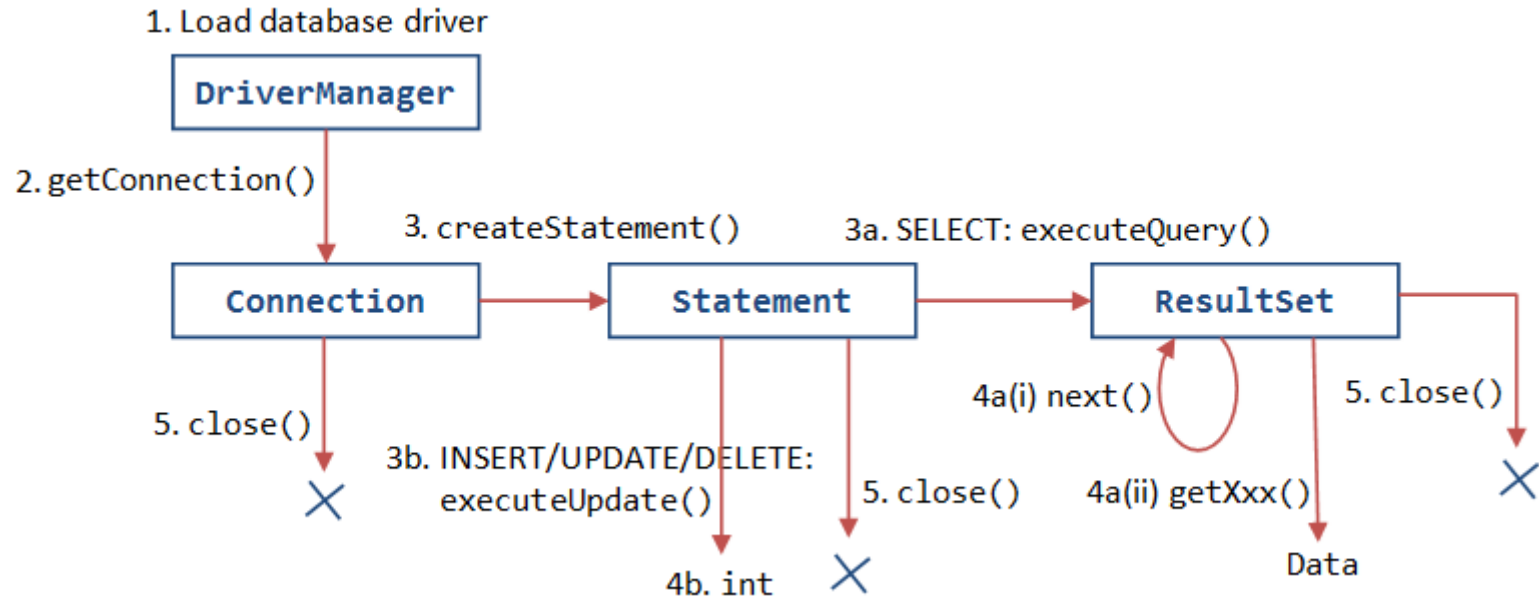 1. Load database driver
DriverManager
2. getConnection()
3. createStatement()
3a. SELECT: executeQuery()
Connection
Statement
ResultSet
4a(i) next()
5. close()
5. close()
3b. INSERT/UPDATE/DELETE:
executeUpdate()
5. close()
4a(ii) getXxx()
4b. int
Data